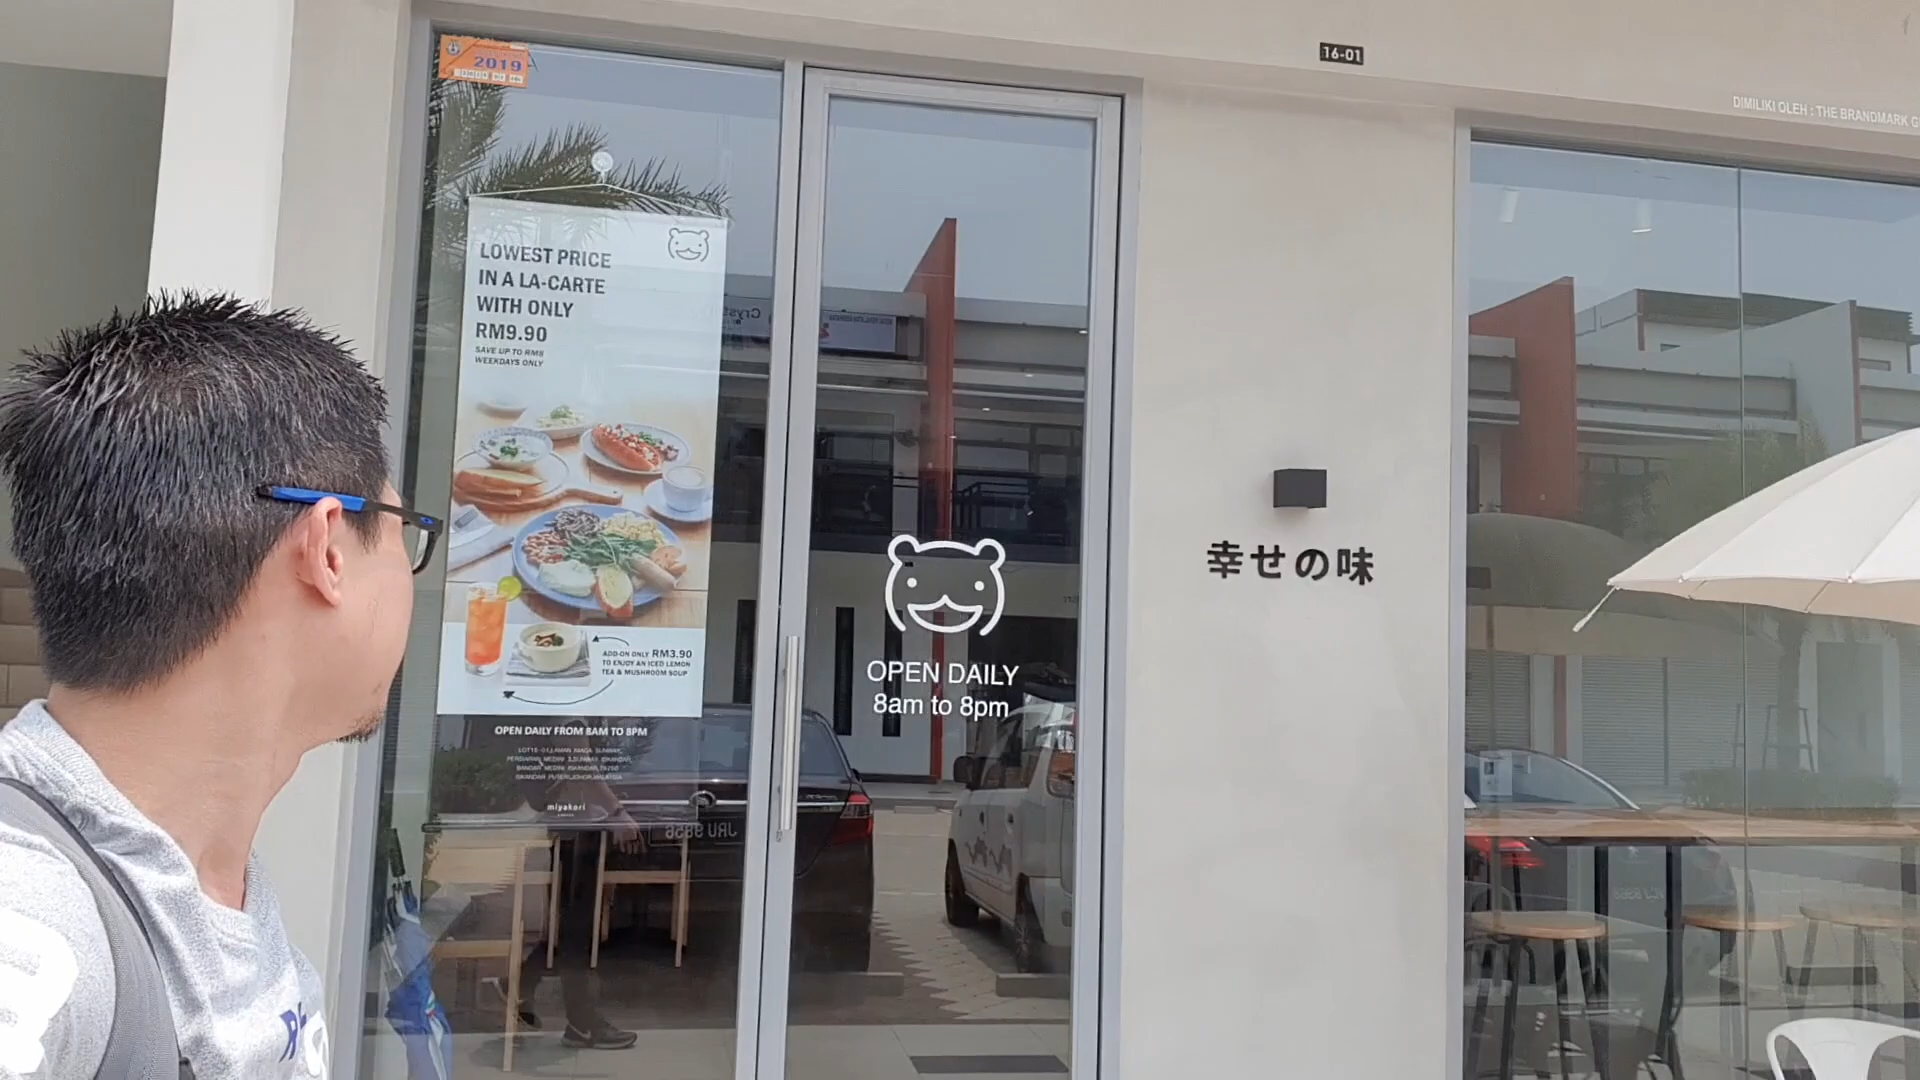 2019
16-01
DIMILIKI OLEH : THE BRANDMARK
LOWEST PRICE
IN A LA-CARTE
WITH ONLY
RM9.90
SAVE UP TO RM8
WEEKDAYS ONLY
ADD-ON ONLY RM3.90
TO ENJOY AN ICED LEMON
TEA & MUSHROOM SOUP
OPEN DAILY FROM 8AM TO 8PM
miyakori
OPEN DAILY
8am to 8pm
幸せの味
JRU 9856